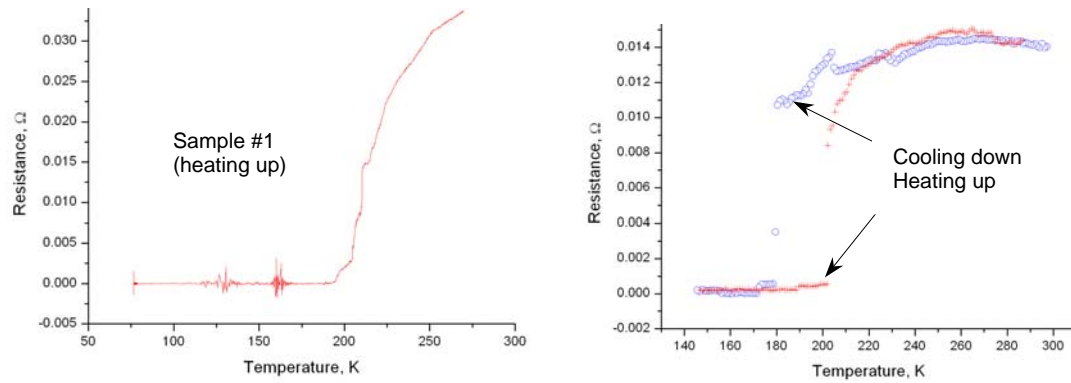 0.030
0.025
0.020
0.015
0.010
0.005
0.000
-0.005
Resistance, Ω
Sample #1
(heating up)
50 100 150 200 250 300
Temperature, K
0.014
0.012
0.010
0.008
0.006
0.004
0.002
0.000
-0.002
Resistance, Ω
Cooling down
Heating up
140 160 180 200 220 240 260 280 300
Temperature, K